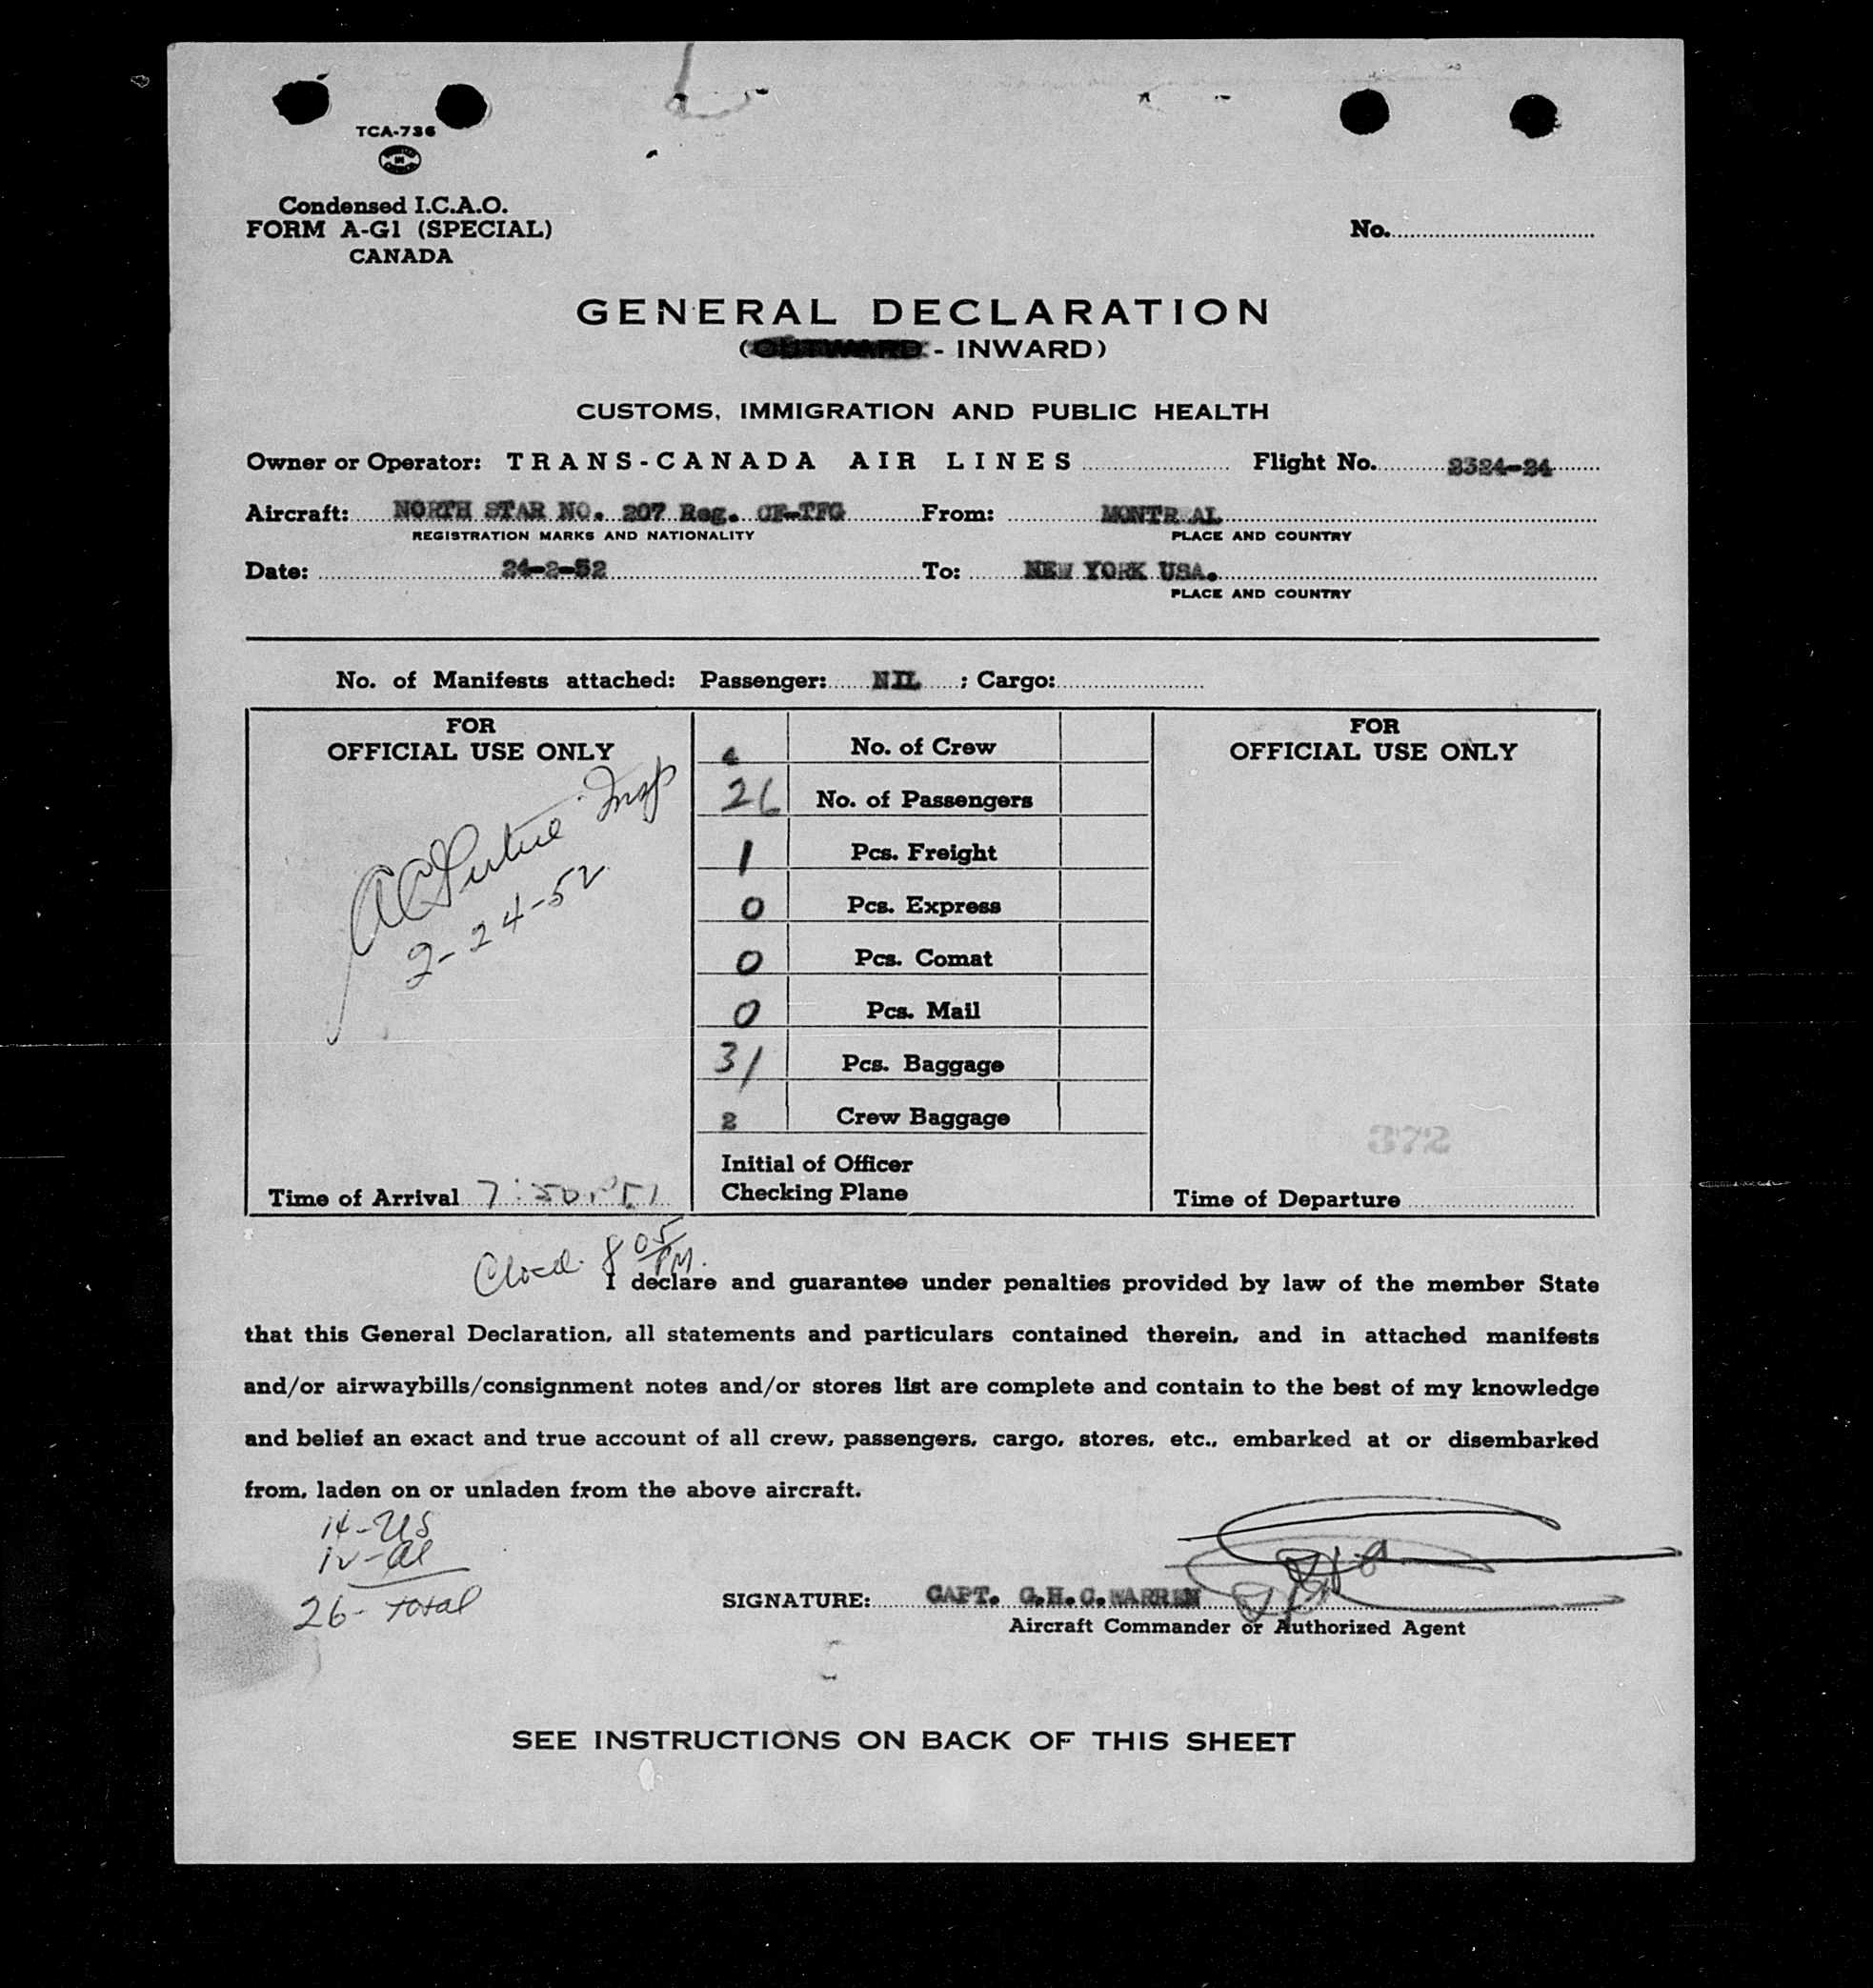 TCA-736
Condensed I.C.A.O.
FORM A-G1 (SPECIAL)
CANADA
No.
GENERAL DECLARATION
(OUTWARD - INWARD)
CUSTOMS, IMMIGRATION AND PUBLIC HEALTH
Owner or Operator: TRANS-CANADA AIR LINES Flight No. 2324-24
Aircraft: NORTH STAR NO. 207 Reg. CF-TFG From: MONTREAL
REGISTRATION MARKS AND NATIONALITY PLACE AND COUNTRY
Date: 24-2-52 To: NEW YORK USA.
PLACE AND COUNTRY
No. of Manifests attached: Passenger: NIL ; Cargo:
FOR
OFFICIAL USE ONLY
Insp
2-24-52
Time of Arrival 7:50 PM
4 No. of Crew
26 No. of Passengers
1 Pcs. Freight
0 Pcs. Express
0 Pcs. Comat
0 Pcs. Mail
31 Pcs. Baggage
2 Crew Baggage
Initial of Officer
Checking Plane
FOR
OFFICIAL USE ONLY
372
Time of Departure
Closed. 8 05 PM.
I declare and guarantee under penalties provided by law of the member State
that this General Declaration, all statements and particulars contained therein, and in attached manifests
and/or airwaybills/consignment notes and/or stores list are complete and contain to the best of my knowledge
and belief an exact and true account of all crew, passengers, cargo, stores, etc., embarked at or disembarked
from, laden on or unladen from the above aircraft.
14-US
12-al
26- total
SIGNATURE: CAPT. G.H.C. WARREN
Aircraft Commander or Authorized Agent
SEE INSTRUCTIONS ON BACK OF THIS SHEET